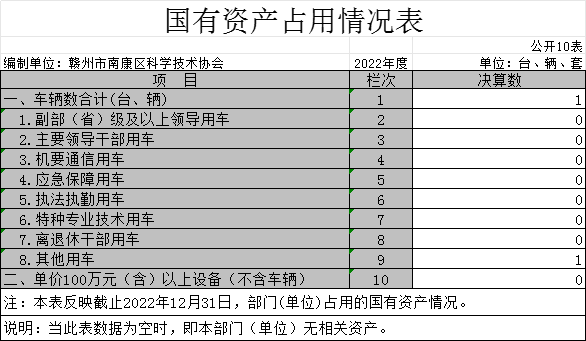 国有资产占用情况表
公开10表
编制单位：赣州市南康区科学技术协会 2022年度 单位：台、辆、套
项 目 栏次 决算数
一、车辆数合计(台、辆) 1 1
1.副部（省）级及以上领导用车 2 0
2.主要领导干部用车 3 0
3.机要通信用车 4 0
4.应急保障用车 5 0
5.执法执勤用车 6 0
6.特种专业技术用车 7 0
7.离退休干部用车 8 0
8.其他用车 9 1
二、单价100万元（含）以上设备（不含车辆） 10 0
注：本表反映截止2022年12月31日，部门(单位)占用的国有资产情况。
说明：当此表数据为空时，即本部门（单位）无相关资产。